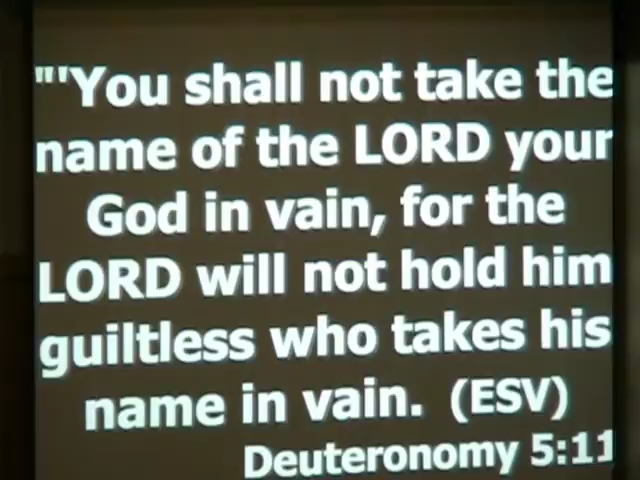 "'You shall not take the
name of the LORD your
God in vain, for the
LORD will not hold him
guiltless who takes his
name in vain. (ESV)
Deuteronomy 5:11